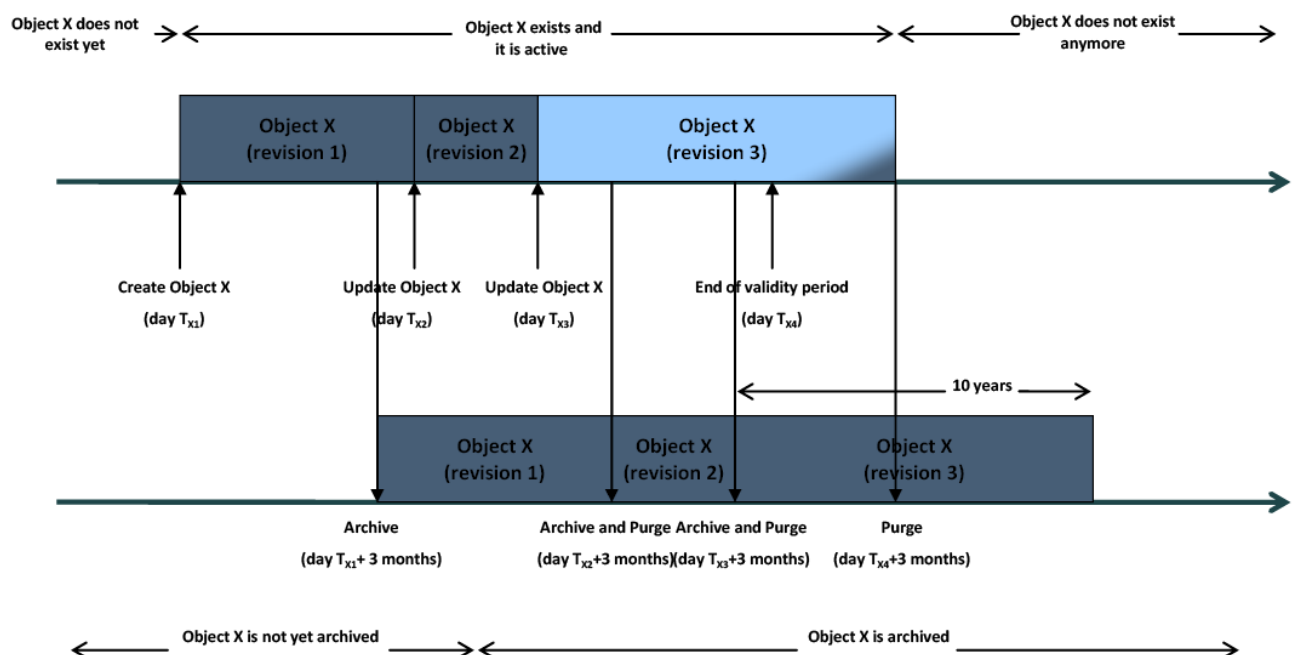 Object X does not
exist yet
Object X exists and
it is active
Object X does not exist
anymore
Object X
(revision 1)
Object X
(revision 2)
Object X
(revision 3)
Create Object X
(day TX1)
Update Object X
(day TX2)
Update Object X
(day TX3)
End of validity period
(day TX4)
10 years
Object X
(revision 1)
Object X
(revision 2)
Object X
(revision 3)
Archive
(day TX1+ 3 months)
Archive and Purge
(day TX2+3 months)
Archive and Purge
(day TX3+3 months)
Purge
(day TX4+3 months)
Object X is not yet archived
Object X is archived